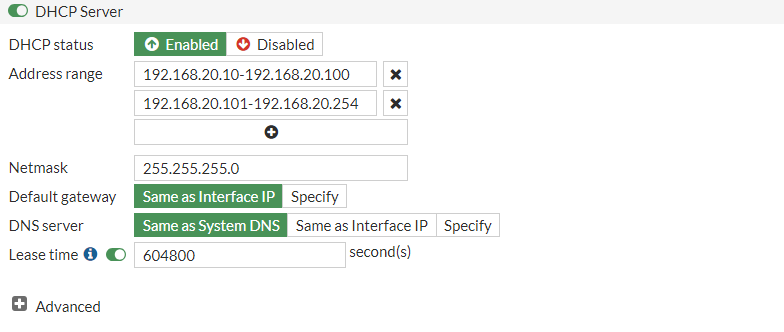 DHCP Server
DHCP status Enabled Disabled
Address range 192.168.20.10-192.168.20.100
192.168.20.101-192.168.20.254
Netmask 255.255.255.0
Default gateway Same as Interface IP Specify
DNS server Same as System DNS Same as Interface IP Specify
Lease time 604800 second(s)
Advanced